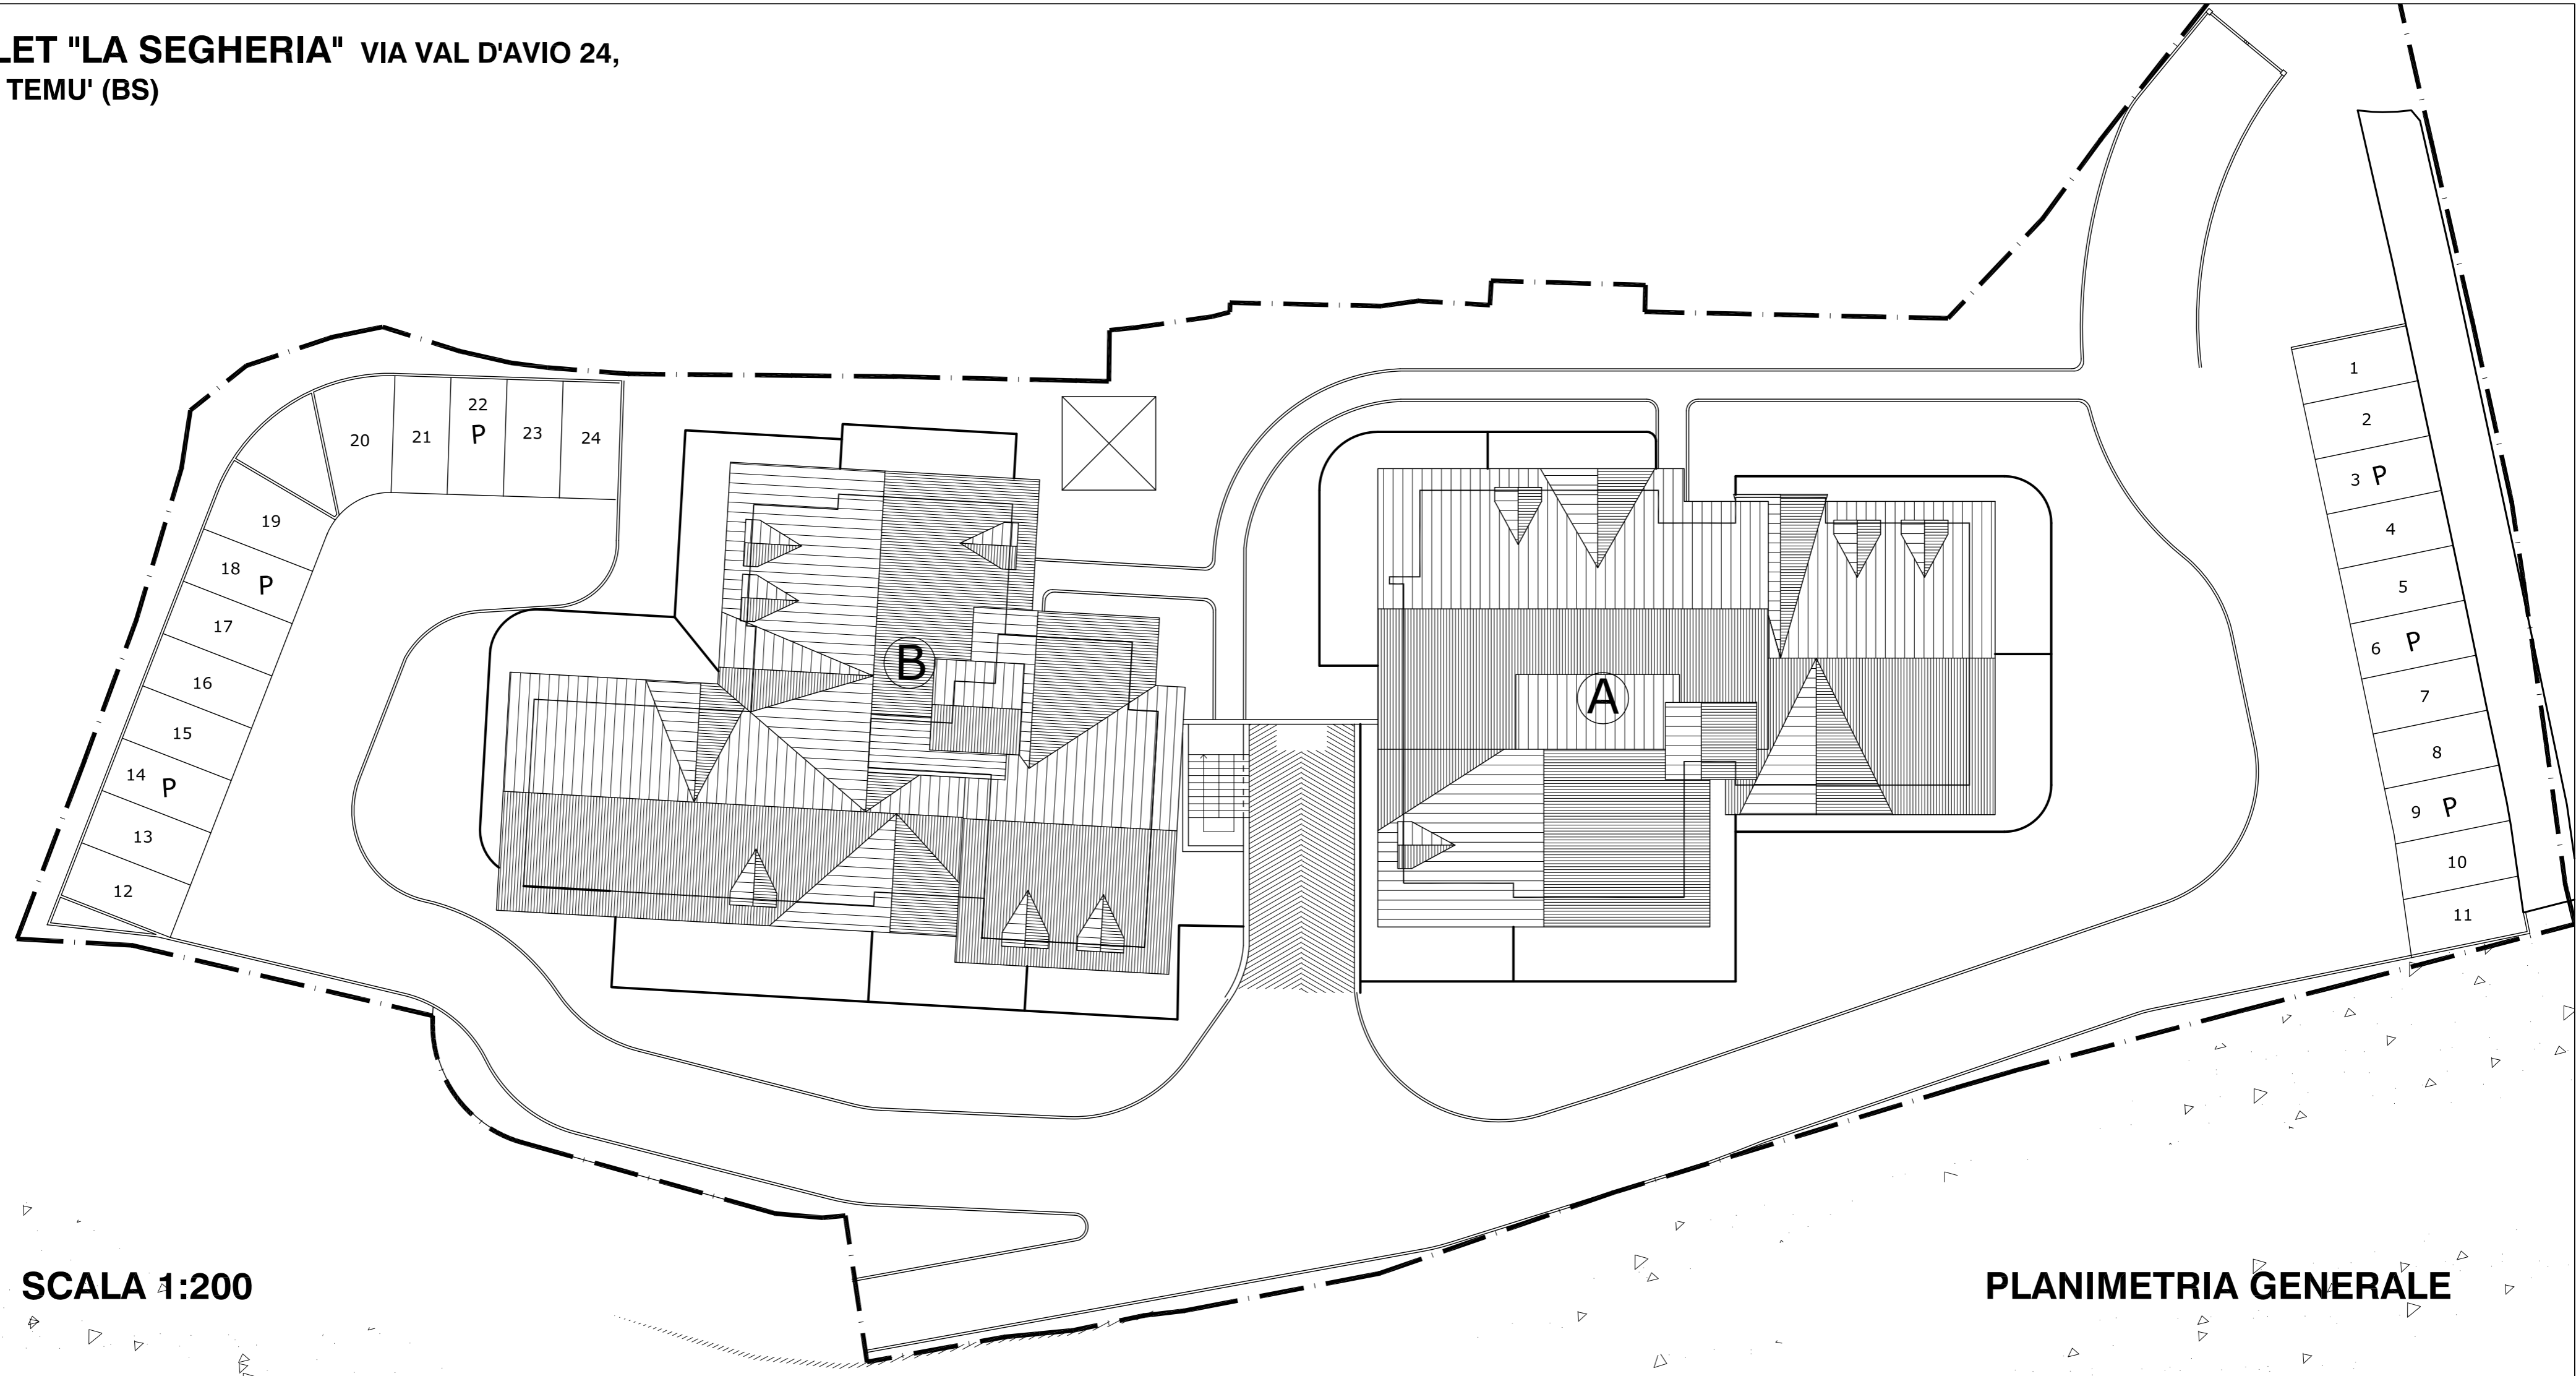 LET "LA SEGHERIA" VIA VAL D'AVIO 24,
TEMU' (BS)
22
20
21
P
23
24
19
18
P
17
16
15
14
P
13
12
B
A
1
2
3 P
4
5
6 P
7
8
9 P
10
11
SCALA 1:200
PLANIMETRIA GENERALE